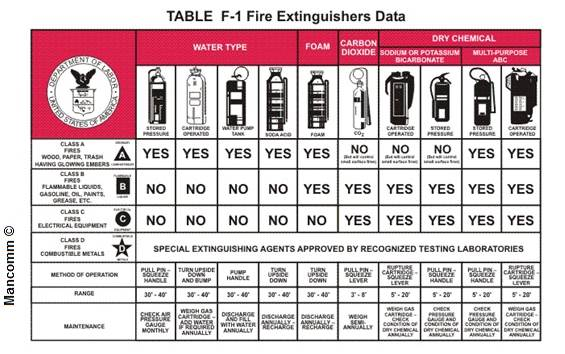 TABLE F-1 Fire Extinguishers Data
WATER TYPE
FOAM
CARBON DIOXIDE
DRY CHEMICAL
SODIUM OR POTASSIUM BICARBONATE
MULTI-PURPOSE ABC
DEPARTMENT OF LABOR
UNITED STATES OF AMERICA
STORED PRESSURE
CARTRIDGE OPERATED
WATER PUMP TANK
SODA ACID
FOAM
CO2
CARTRIDGE OPERATED
STORED PRESSURE
STORED PRESSURE
CARTRIDGE OPERATED
CLASS A
FIRES
WOOD, PAPER, TRASH
HAVING GLOWING EMBERS
ORDINARY
A
COMBUSTIBLES
YES YES YES YES YES
NO
(But will control
small surface fires)
NO
(But will control
small surface fires)
NO
(But will control
small surface fires)
YES YES
CLASS B
FIRES
FLAMMABLE LIQUIDS,
GASOLINE, OIL, PAINTS,
GREASE, ETC.
FLAMMABLE
B
LIQUIDS
NO NO NO NO YES YES YES YES YES YES
CLASS C
FIRES
ELECTRICAL EQUIPMENT
ELECTRICAL
C
EQUIPMENT
NO NO NO NO NO YES YES YES YES YES
CLASS D
FIRES
COMBUSTIBLE METALS
COMBUSTIBLE
D
METALS
SPECIAL EXTINGUISHING AGENTS APPROVED BY RECOGNIZED TESTING LABORATORIES
METHOD OF OPERATION
PULL PIN –
SQUEEZE
HANDLE
TURN UPSIDE
DOWN
AND BUMP
PUMP
HANDLE
TURN
UPSIDE
DOWN
TURN
UPSIDE
DOWN
PULL PIN –
SQUEEZE
LEVER
RUPTURE
CARTRIDGE –
SQUEEZE
LEVER
PULL PIN –
SQUEEZE
HANDLE
PULL PIN –
SQUEEZE
HANDLE
RUPTURE
CARTRIDGE –
SQUEEZE
LEVER
RANGE
30' - 40' 30' - 40' 30' - 40' 30' - 40' 30' - 40' 3' - 8' 5' - 20' 5' - 20' 5' - 20' 5' - 20'
MAINTENANCE
CHECK AIR
PRESSURE
GAUGE
MONTHLY
WEIGH GAS
CARTRIDGE –
ADD WATER
IF REQUIRED
ANNUALLY
DISCHARGE
AND FILL
WITH WATER
ANNUALLY
DISCHARGE
ANNUALLY –
RECHARGE
DISCHARGE
ANNUALLY –
RECHARGE
WEIGH
SEMI-
ANNUALLY
WEIGH GAS
CARTRIDGE –
CHECK
CONDITION OF
DRY CHEMICAL
ANNUALLY
CHECK
PRESSURE
GAUGE AND
CONDITION OF
DRY CHEMICAL
ANNUALLY
CHECK
PRESSURE
GAUGE AND
CONDITION OF
DRY CHEMICAL
ANNUALLY
WEIGH GAS
CARTRIDGE –
CHECK
CONDITION OF
DRY CHEMICAL
ANNUALLY
Mancomm ©